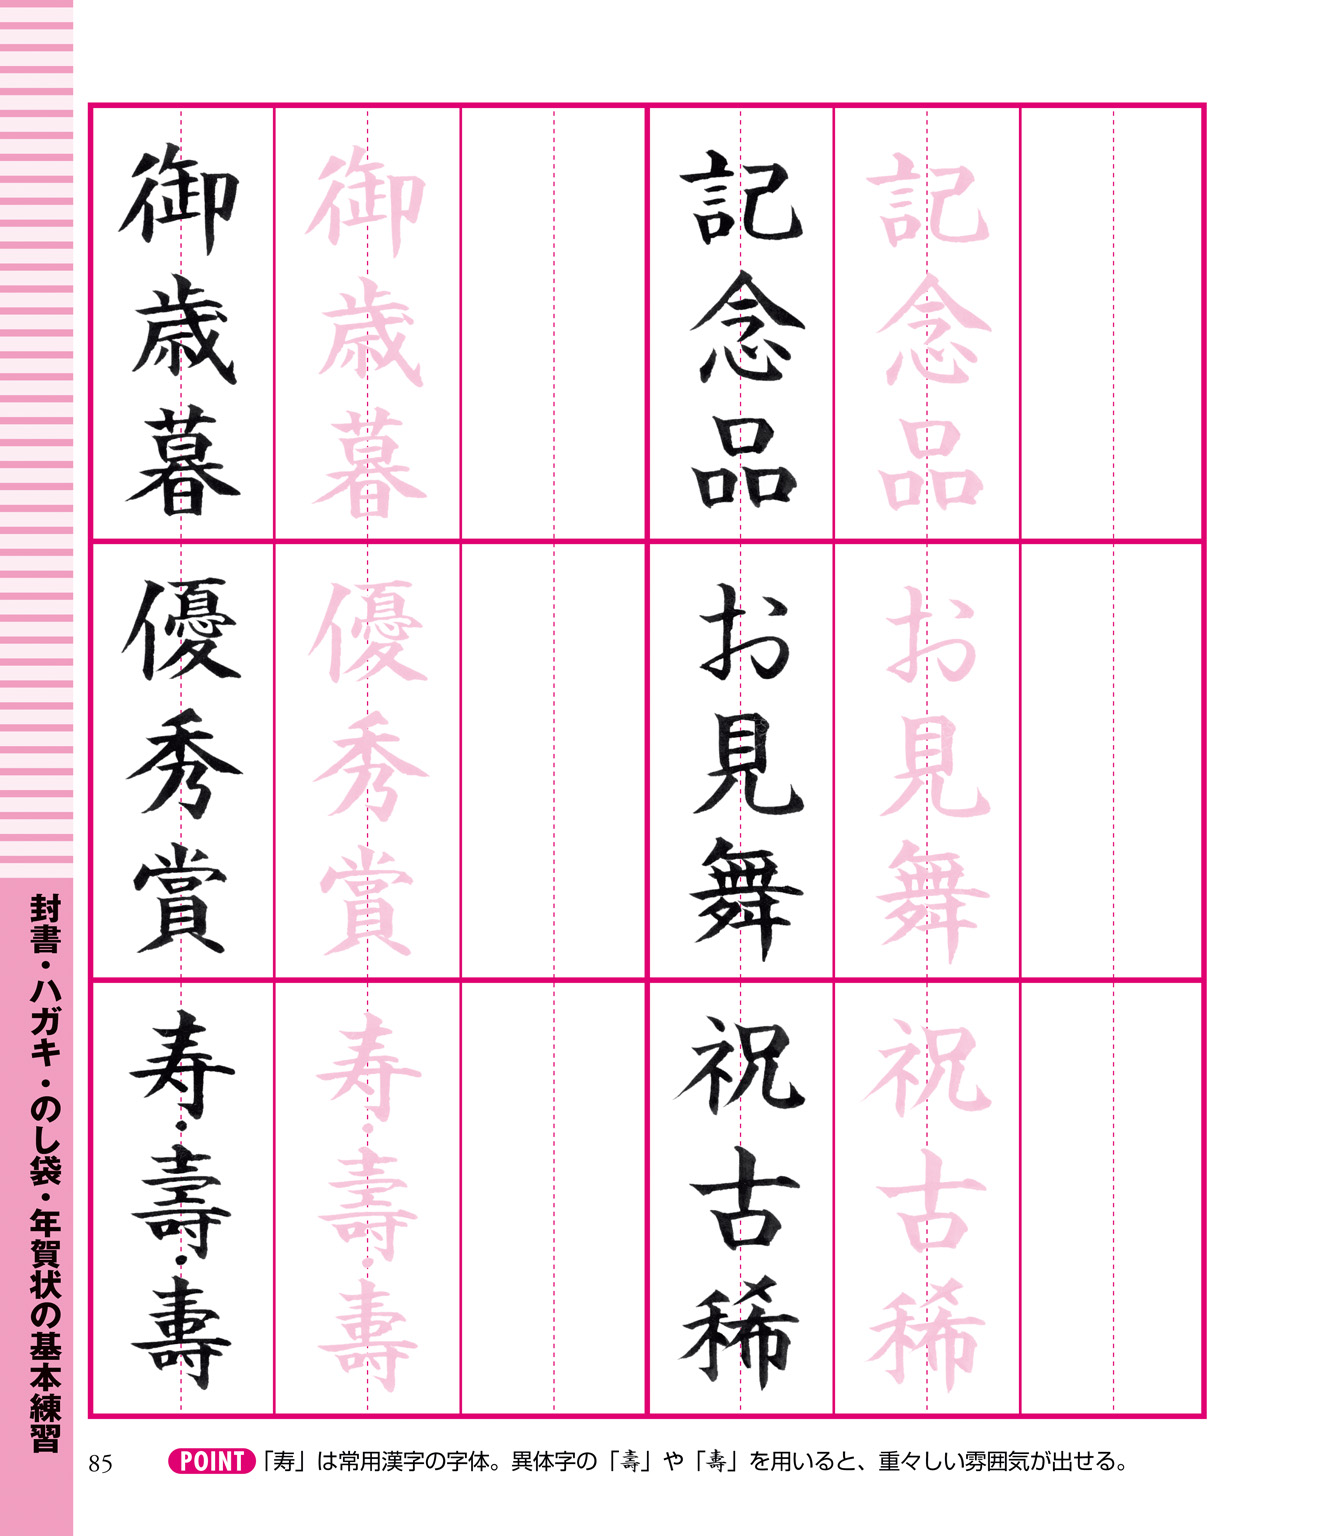 御歳暮
御歳暮
記念品
記念品
優秀賞
優秀賞
お見舞
お見舞
寿・壽・壽
寿・壽・壽
祝古稀
祝古稀
封書・ハガキ・のし袋・年賀状の基本練習
85
POINT 「寿」は常用漢字の字体。異体字の「壽」や「壽」を用いると、重々しい雰囲気が出せる。